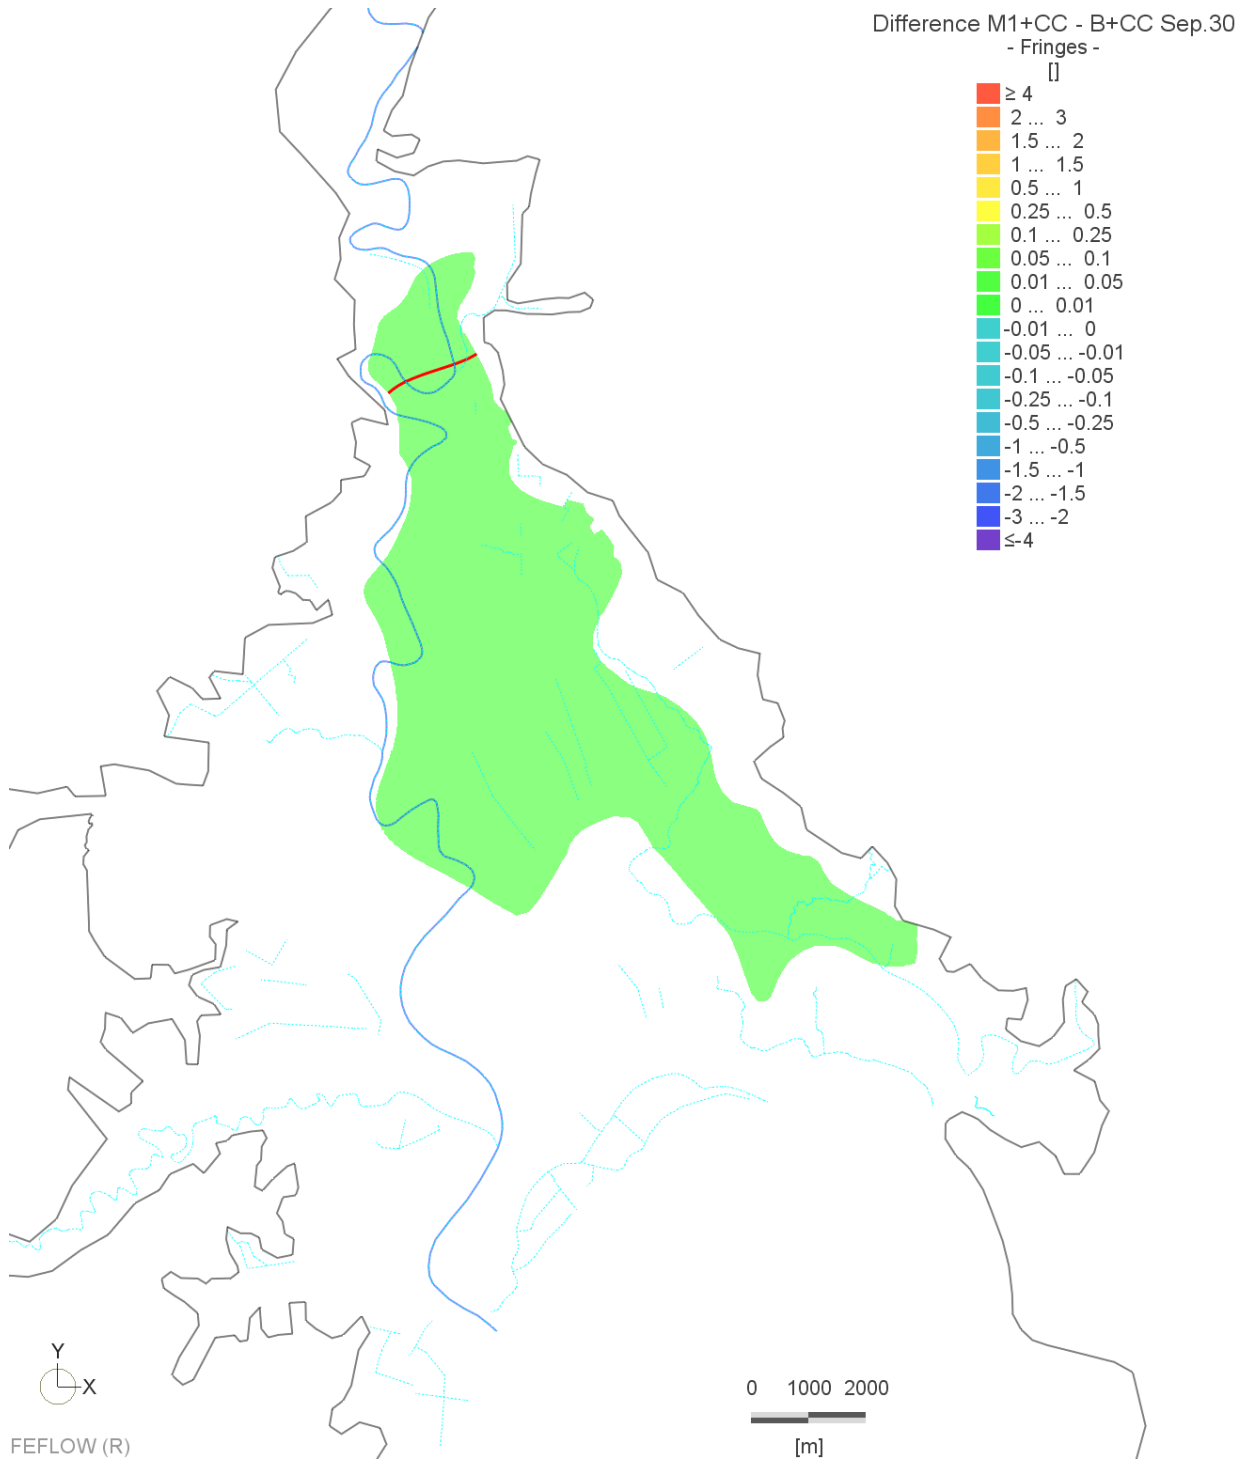 Difference M1+CC - B+CC Sep.30
- Fringes -
[]
≥ 4
2 ... 3
1.5 ... 2
1 ... 1.5
0.5 ... 1
0.25 ... 0.5
0.1 ... 0.25
0.05 ... 0.1
0.01 ... 0.05
0 ... 0.01
-0.01 ... 0
-0.05 ... -0.01
-0.1 ... -0.05
-0.25 ... -0.1
-0.5 ... -0.25
-1 ... -0.5
-1.5 ... -1
-2 ... -1.5
-3 ... -2
≤-4
Y
X
0 1000 2000
[m]
FEFLOW (R)